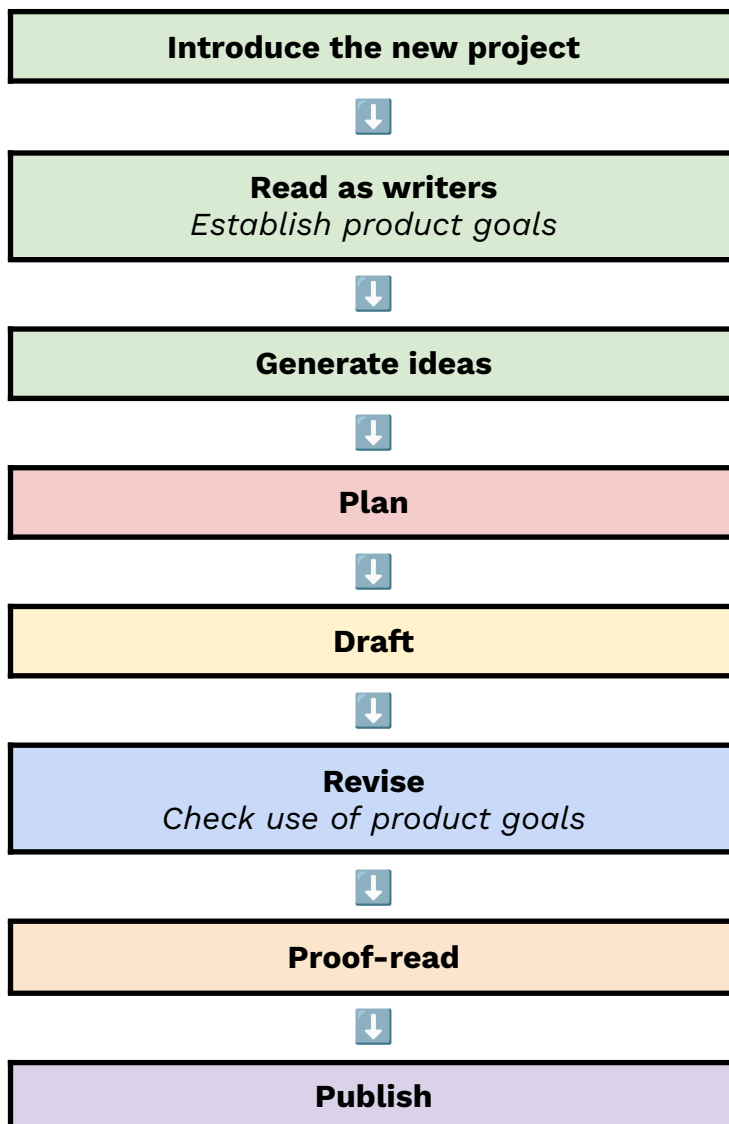 Introduce the new project
⬇️
Read as writers
Establish product goals
⬇️
Generate ideas
⬇️
Plan
⬇️
Draft
⬇️
Revise
Check use of product goals
⬇️
Proof-read
⬇️
Publish